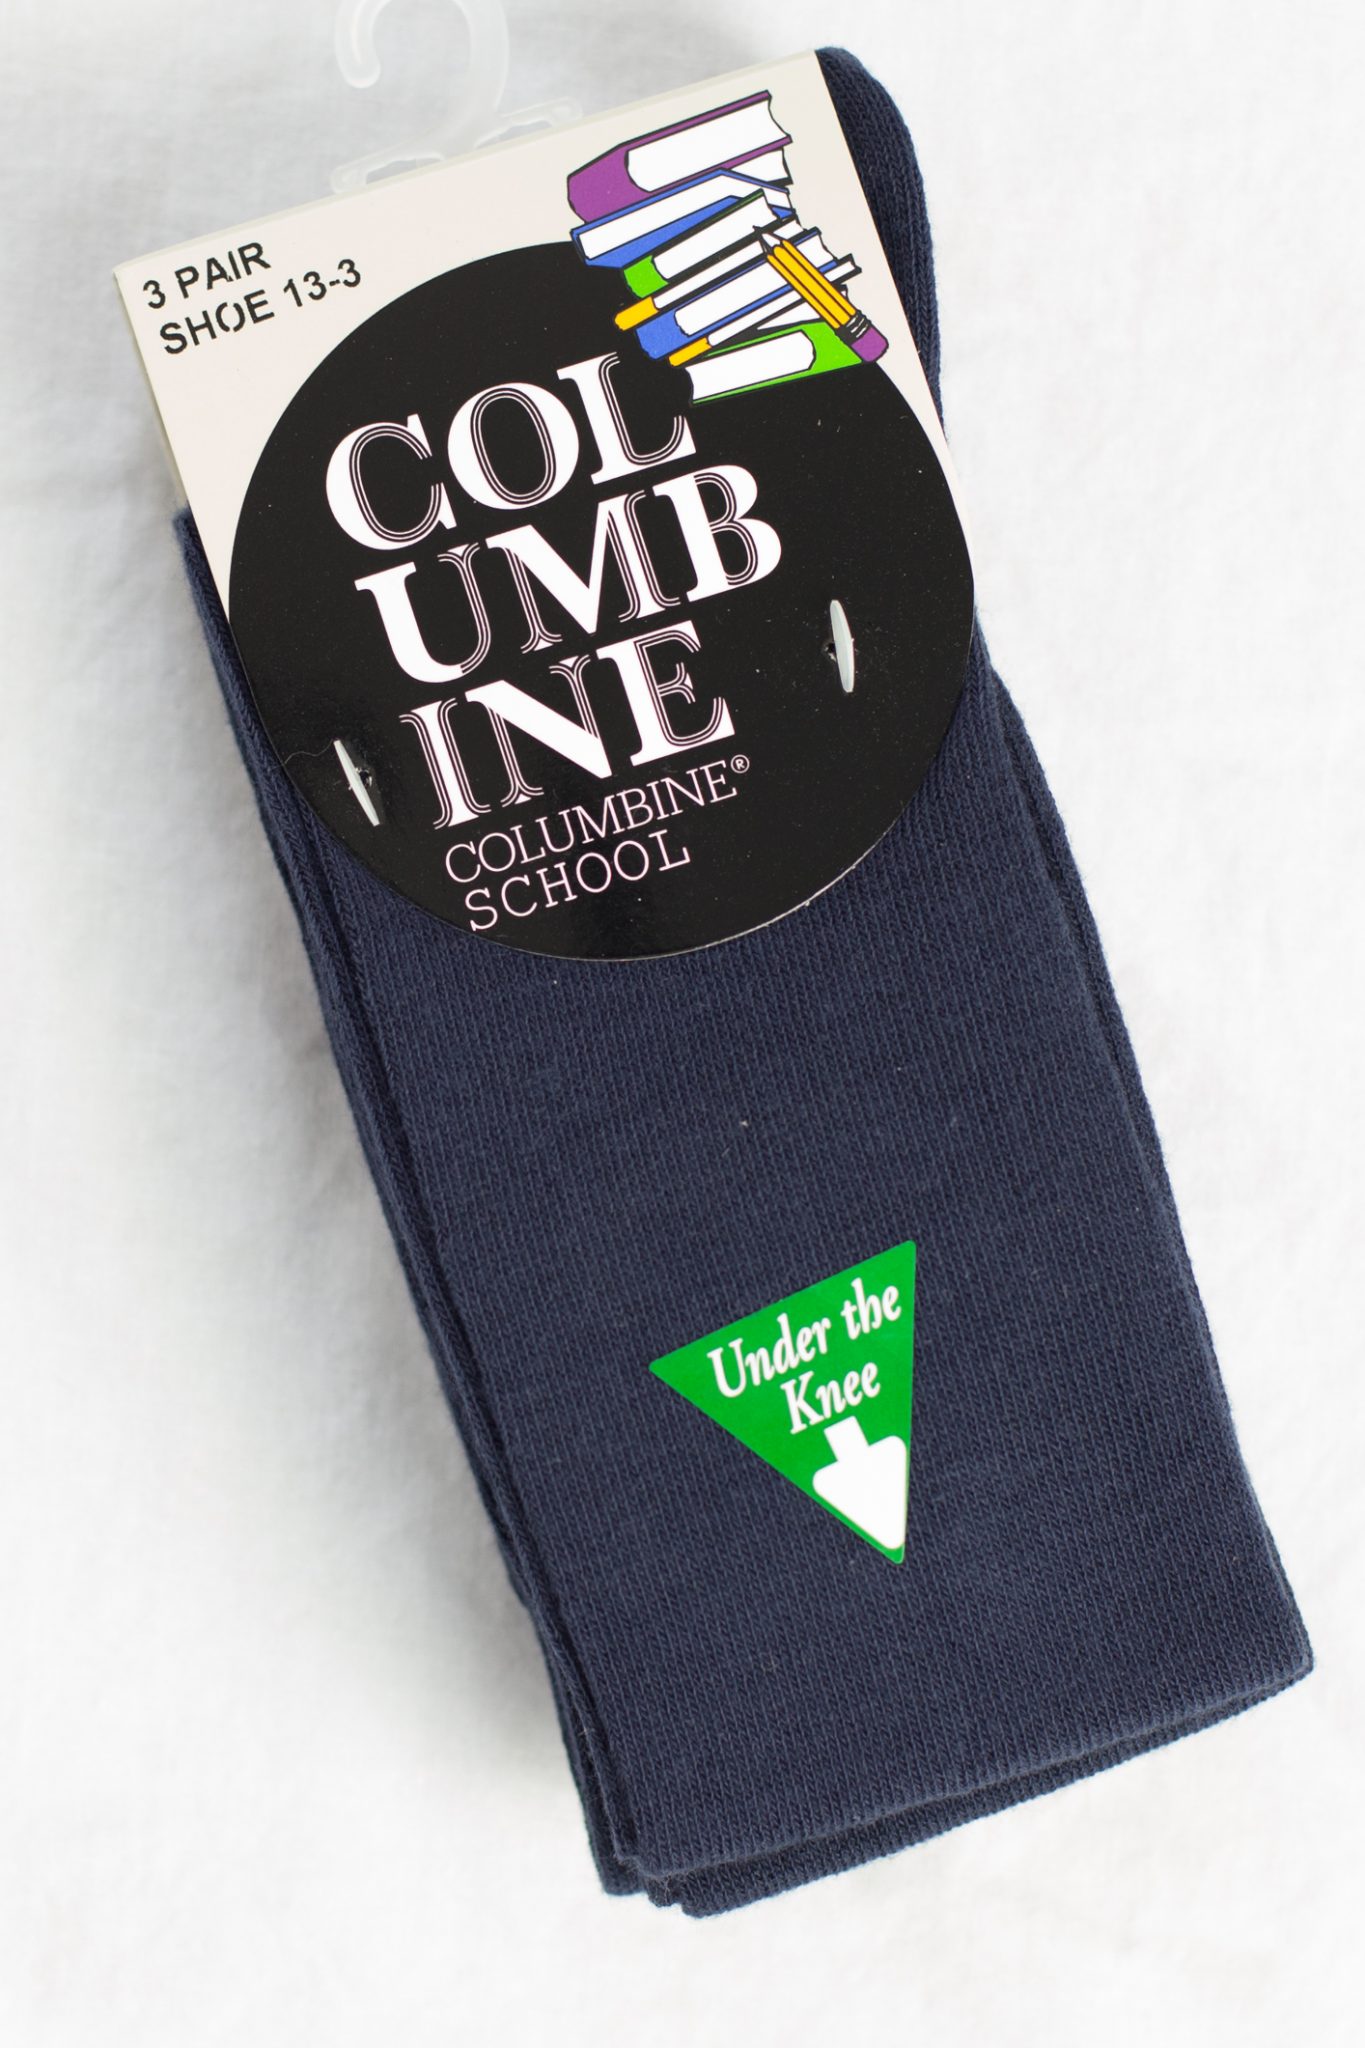 3 PAIR
SHOE 13-3
COL
UMB
INE
COLUMBINE®
SCHOOL
Under the
Knee